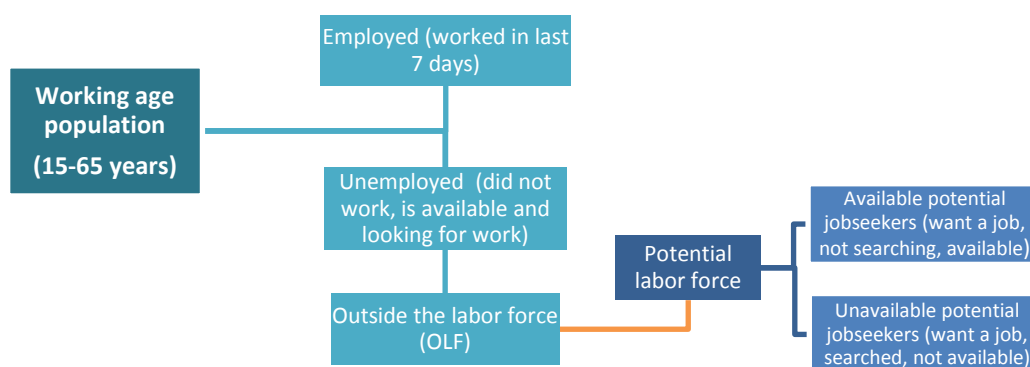 Employed (worked in last
7 days)
Working age
population
(15-65 years)
Unemployed (did not
work, is available and
looking for work)
Available potential
jobseekers (want a job,
not searching, available)
Potential
labor force
Outside the labor force
(OLF)
Unavailable potential
jobseekers (want a job,
searched, not available)